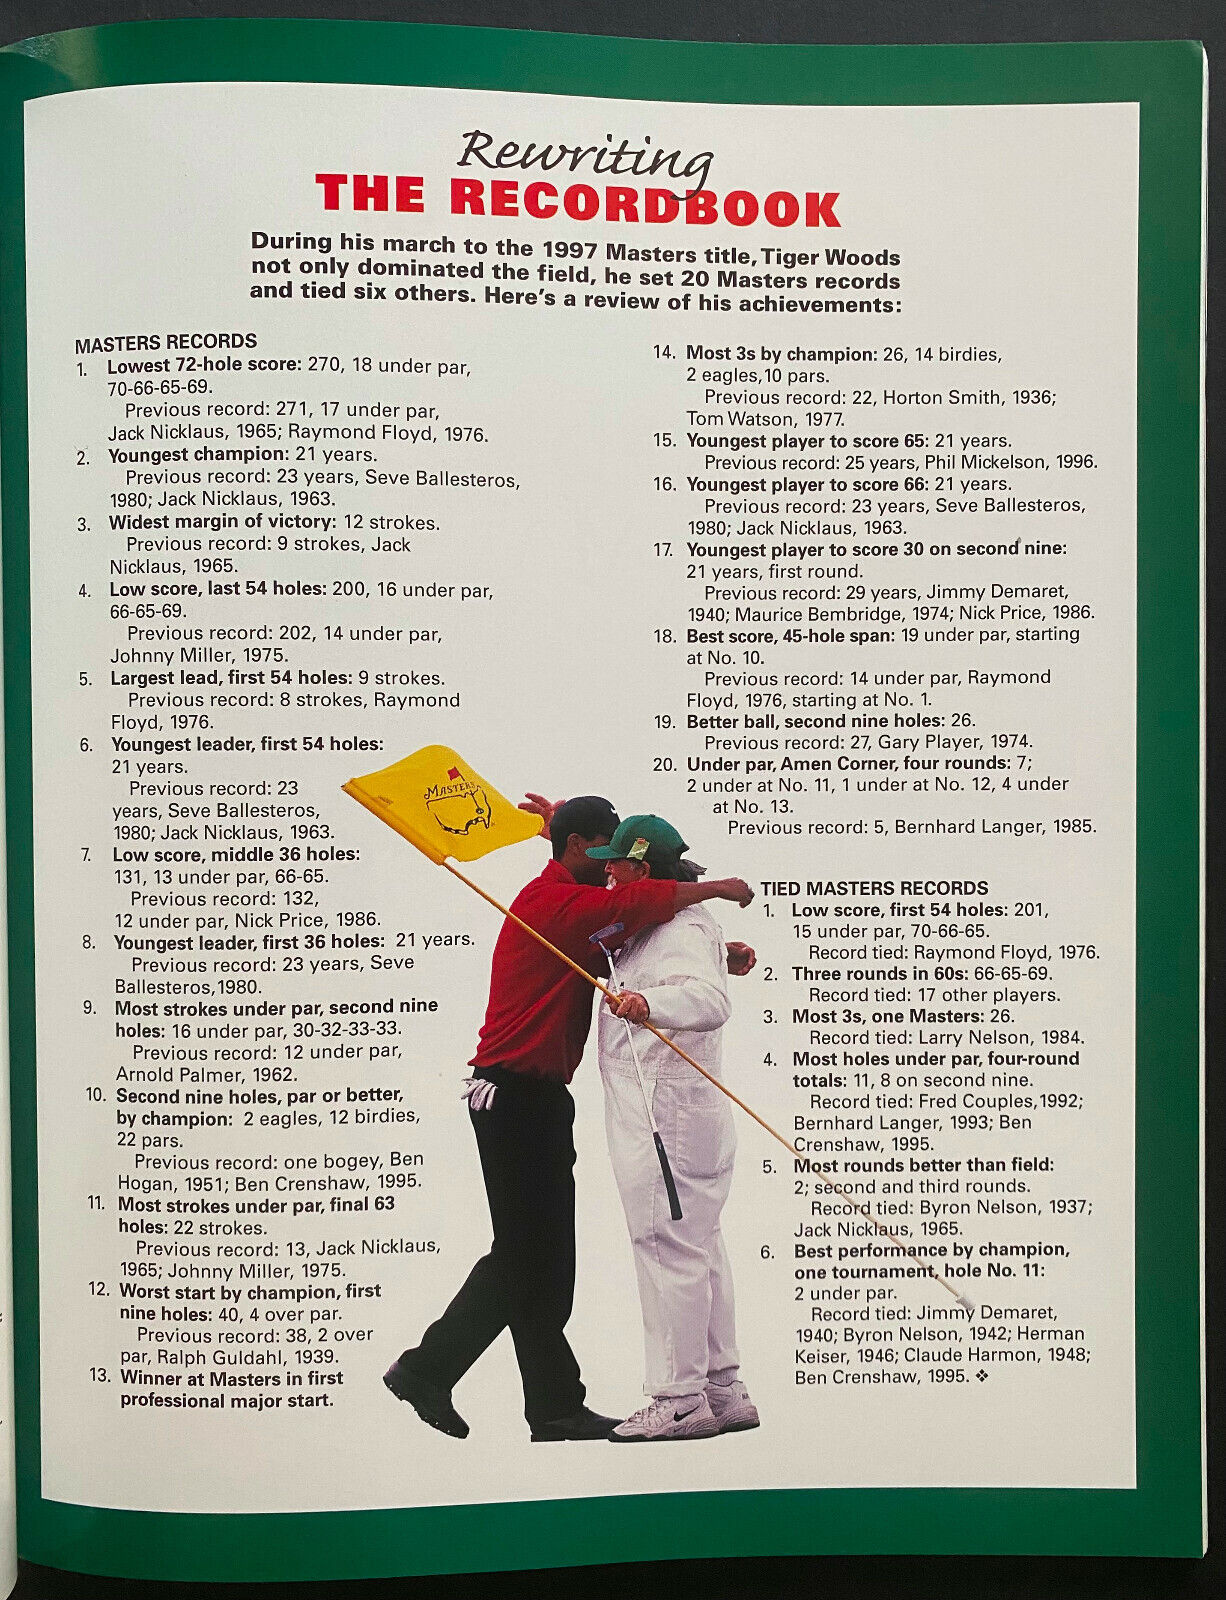 Rewriting
THE RECORDBOOK
During his march to the 1997 Masters title, Tiger Woods
not only dominated the field, he set 20 Masters records
and tied six others. Here's a review of his achievements:
MASTERS RECORDS
1. Lowest 72-hole score: 270, 18 under par,
70-66-65-69.
Previous record: 271, 17 under par,
Jack Nicklaus, 1965; Raymond Floyd, 1976.
2. Youngest champion: 21 years.
Previous record: 23 years, Seve Ballesteros,
1980; Jack Nicklaus, 1963.
3. Widest margin of victory: 12 strokes.
Previous record: 9 strokes, Jack
Nicklaus, 1965.
4. Low score, last 54 holes: 200, 16 under par,
66-65-69.
Previous record: 202, 14 under par,
Johnny Miller, 1975.
5. Largest lead, first 54 holes: 9 strokes.
Previous record: 8 strokes, Raymond
Floyd, 1976.
6. Youngest leader, first 54 holes:
21 years.
Previous record: 23
years, Seve Ballesteros,
1980; Jack Nicklaus, 1963.
7. Low score, middle 36 holes:
131, 13 under par, 66-65.
Previous record: 132,
12 under par, Nick Price, 1986.
8. Youngest leader, first 36 holes: 21 years.
Previous record: 23 years, Seve
Ballesteros,1980.
9. Most strokes under par, second nine
holes: 16 under par, 30-32-33-33.
Previous record: 12 under par,
Arnold Palmer, 1962.
10. Second nine holes, par or better,
by champion: 2 eagles, 12 birdies,
22 pars.
Previous record: one bogey, Ben
Hogan, 1951; Ben Crenshaw, 1995.
11. Most strokes under par, final 63
holes: 22 strokes.
Previous record: 13, Jack Nicklaus,
1965; Johnny Miller, 1975.
12. Worst start by champion, first
nine holes: 40, 4 over par.
Previous record: 38, 2 over
par, Ralph Guldahl, 1939.
13. Winner at Masters in first
professional major start.
14. Most 3s by champion: 26, 14 birdies,
2 eagles,10 pars.
Previous record: 22, Horton Smith, 1936;
Tom Watson, 1977.
15. Youngest player to score 65: 21 years.
Previous record: 25 years, Phil Mickelson, 1996.
16. Youngest player to score 66: 21 years.
Previous record: 23 years, Seve Ballesteros,
1980; Jack Nicklaus, 1963.
17. Youngest player to score 30 on second nine:
21 years, first round.
Previous record: 29 years, Jimmy Demaret,
1940; Maurice Bembridge, 1974; Nick Price, 1986.
18. Best score, 45-hole span: 19 under par, starting
at No. 10.
Previous record: 14 under par, Raymond
Floyd, 1976, starting at No. 1.
19. Better ball, second nine holes: 26.
Previous record: 27, Gary Player, 1974.
20. Under par, Amen Corner, four rounds: 7;
2 under at No. 11, 1 under at No. 12, 4 under
at No. 13.
Previous record: 5, Bernhard Langer, 1985.
MASTERS
TIED MASTERS RECORDS
1. Low score, first 54 holes: 201,
15 under par, 70-66-65.
Record tied: Raymond Floyd, 1976.
2. Three rounds in 60s: 66-65-69.
Record tied: 17 other players.
3. Most 3s, one Masters: 26.
Record tied: Larry Nelson, 1984.
4. Most holes under par, four-round
totals: 11, 8 on second nine.
Record tied: Fred Couples,1992;
Bernhard Langer, 1993; Ben
Crenshaw, 1995.
5. Most rounds better than field:
2; second and third rounds.
Record tied: Byron Nelson, 1937;
Jack Nicklaus, 1965.
6. Best performance by champion,
one tournament, hole No. 11:
2 under par.
Record tied: Jimmy Demaret,
1940; Byron Nelson, 1942; Herman
Keiser, 1946; Claude Harmon, 1948;
Ben Crenshaw, 1995. ❖